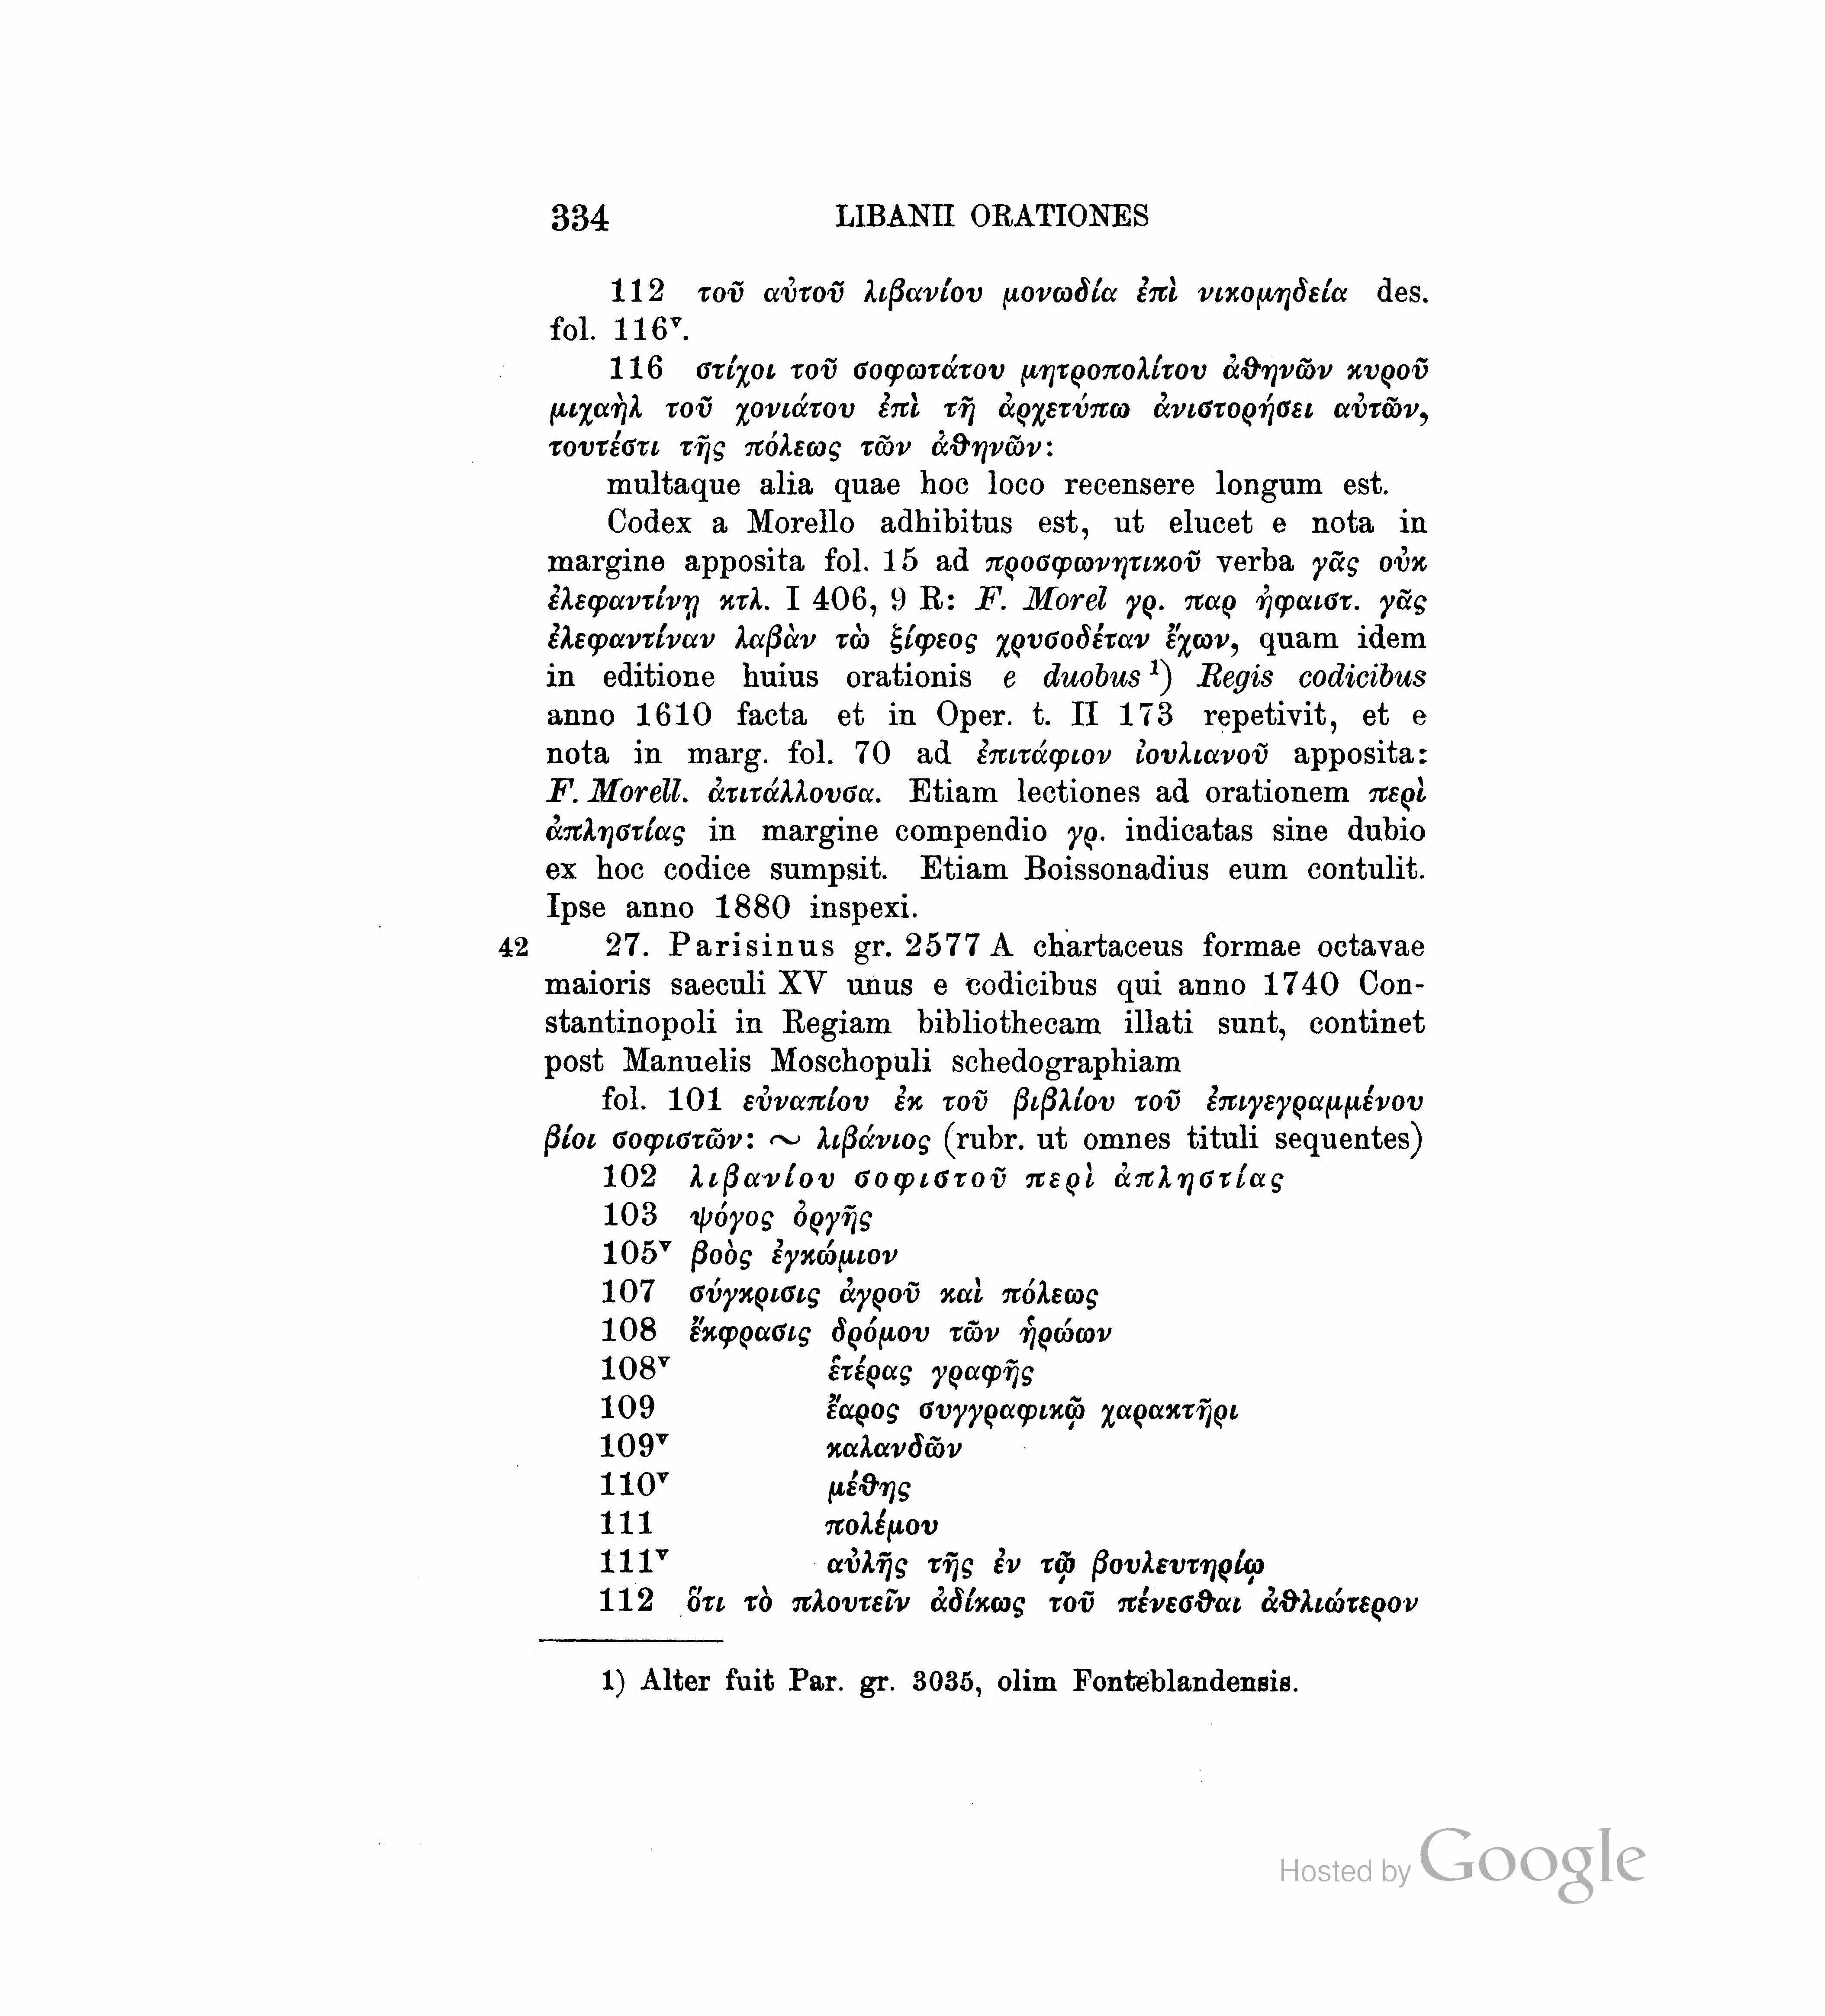 334 LIBANII ORATIONES
112 τοῦ αὐτοῦ λιβανίου μονωδία ἐπὶ νικομηδεία des.
fol. 116ᵛ.
116 στίχοι τοῦ σοφωτάτου μητροπολίτου ἀθηνῶν κυροῦ
μιχαὴλ τοῦ χονιάτου ἐπὶ τῆ ἀρχετύπω ἀνιστορήσει αὐτῶν,
τουτέστι τῆς πόλεως τῶν ἀθηνῶν:
multaque alia quae hoc loco recensere longum est.
Codex a Morello adhibitus est, ut elucet e nota in
margine apposita fol. 15 ad προσφωνητικοῦ verba γᾶς οὐκ
ἐλεφαντίνῃ κτλ. I 406, 9 R: F. Morel γρ. παρ ἡφαιστ. γᾶς
ἐλεφαντίναν λαβὰν τὼ ξίφεος χρυσοδέταν ἔχων, quam idem
in editione huius orationis e duobus ¹) Regis codicibus
anno 1610 facta et in Oper. t. II 173 repetivit, et e
nota in marg. fol. 70 ad ἐπιτάφιον ἰουλιανοῦ apposita:
F. Morell. ἀτιτάλλουσα. Etiam lectiones ad orationem περὶ
ἀπληστίας in margine compendio γρ. indicatas sine dubio
ex hoc codice sumpsit. Etiam Boissonadius eum contulit.
Ipse anno 1880 inspexi.
42 27. Parisinus gr. 2577 A chartaceus formae octavae
maioris saeculi XV unus e codicibus qui anno 1740 Con-
stantinopoli in Regiam bibliothecam illati sunt, continet
post Manuelis Moschopuli schedographiam
fol. 101 εὐναπίου ἐκ τοῦ βιβλίου τοῦ ἐπιγεγραμμένου
βίοι σοφιστῶν: ~ λιβάνιος (rubr. ut omnes tituli sequentes)
102 λιβανίου σοφιστοῦ περὶ ἀπληστίας
103 ψόγος ὀργῆς
105ᵛ βοὸς ἐγκώμιον
107 σύγκρισις ἀγροῦ καὶ πόλεως
108 ἔκφρασις δρόμου τῶν ἡρώων
108ᵛ ἑτέρας γραφῆς
109 ἔαρος συγγραφικῷ χαρακτῆρι
109ᵛ καλανδῶν
110ᵛ μέθης
111 πολέμου
111ᵛ αὐλῆς τῆς ἐν τῷ βουλευτηρίῳ
112 ὅτι τὸ πλουτεῖν ἀδίκως τοῦ πένεσθαι ἀθλιώτερον
1) Alter fuit Par. gr. 3035, olim Fonteblandensis.
Hosted by Google